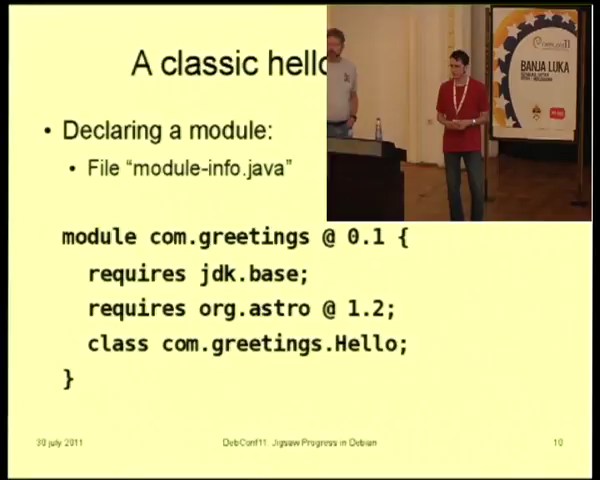 A classic hello
• Declaring a module:
• File “module-info.java”
module com.greetings @ 0.1 {
requires jdk.base;
requires org.astro @ 1.2;
class com.greetings.Hello;
}
30 july 2011
DebConf11: Jigsaw Progress in Debian
10
BANJA LUKA